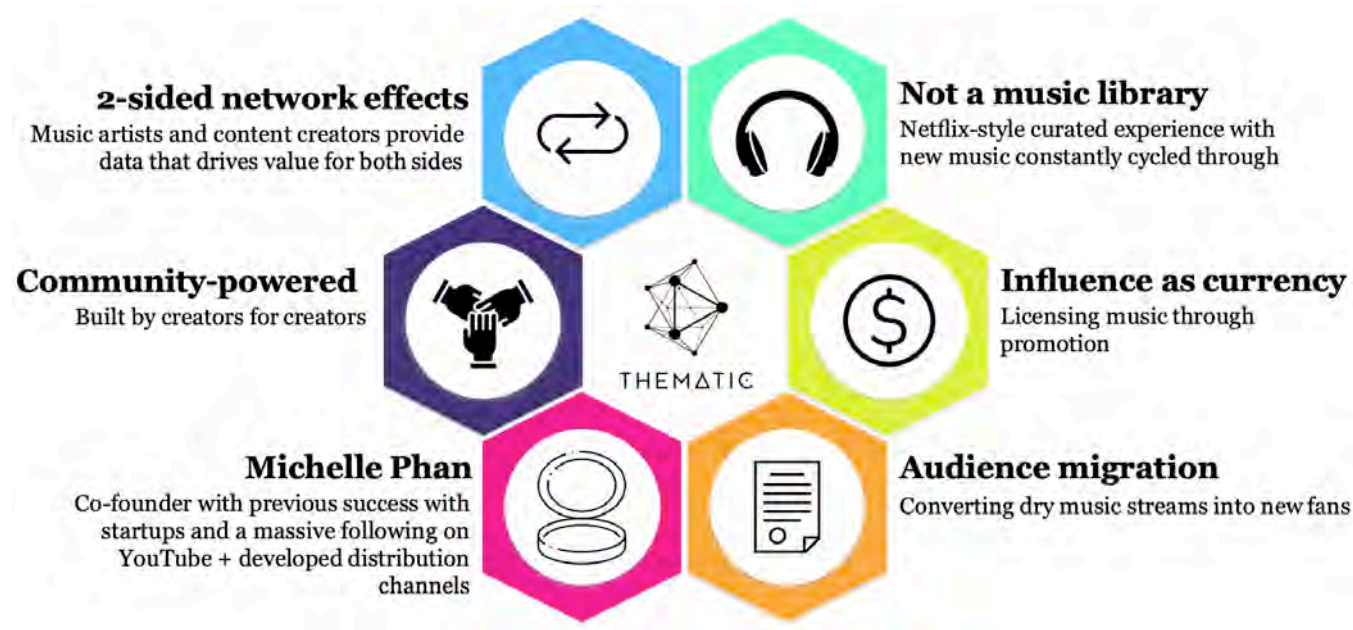 2-sided network effects
Music artists and content creators provide
data that drives value for both sides
Not a music library
Netflix-style curated experience with
new music constantly cycled through
Community-powered
Built by creators for creators
THEMATIC
Influence as currency
Licensing music through
promotion
Michelle Phan
Co-founder with previous success with
startups and a massive following on
YouTube + developed distribution
channels
Audience migration
Converting dry music streams into new fans